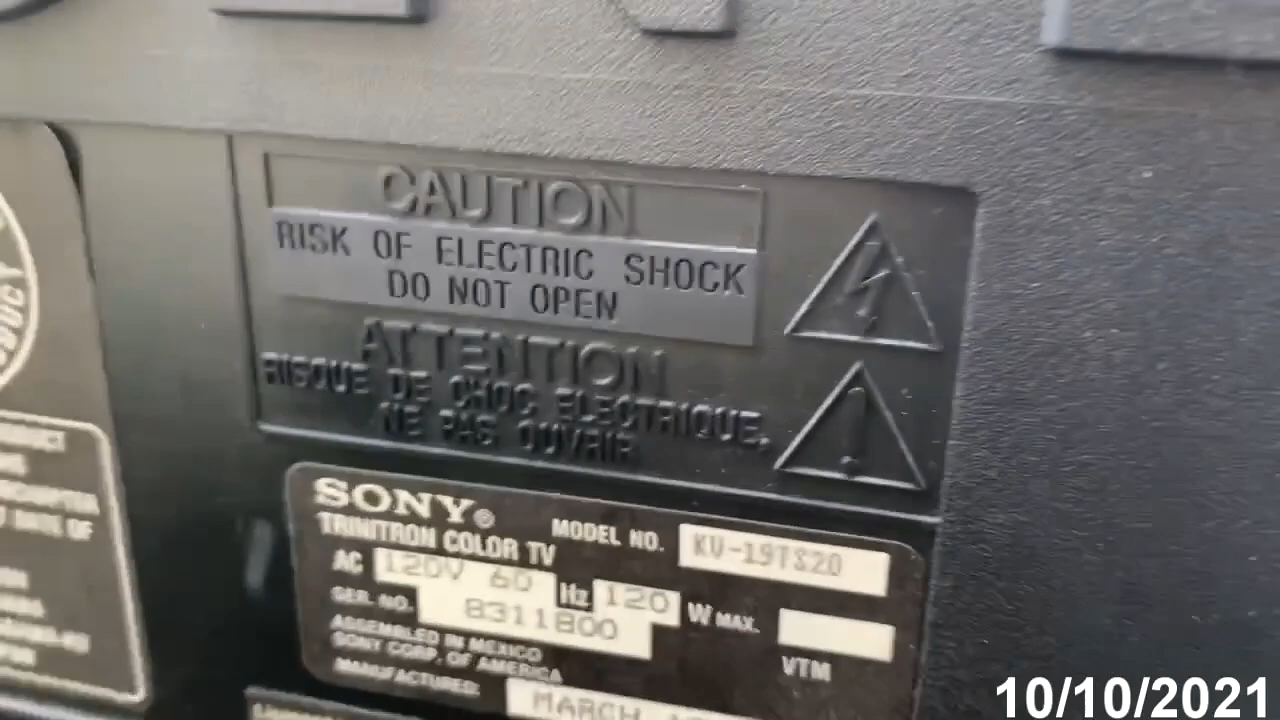 CAUTION
RISK OF ELECTRIC SHOCK
DO NOT OPEN
ATTENTION
RISQUE DE CHOC ELECTRIQUE,
NE PAS OUVRIR
SONY®
TRINITRON COLOR TV
MODEL NO. KV-19TS20
AC 120V 60 Hz 120 W MAX.
SER. NO. 8311800
VTM
ASSEMBLED IN MEXICO
SONY CORP. OF AMERICA
MANUFACTURED: MARCH
DATE OF
10/10/2021